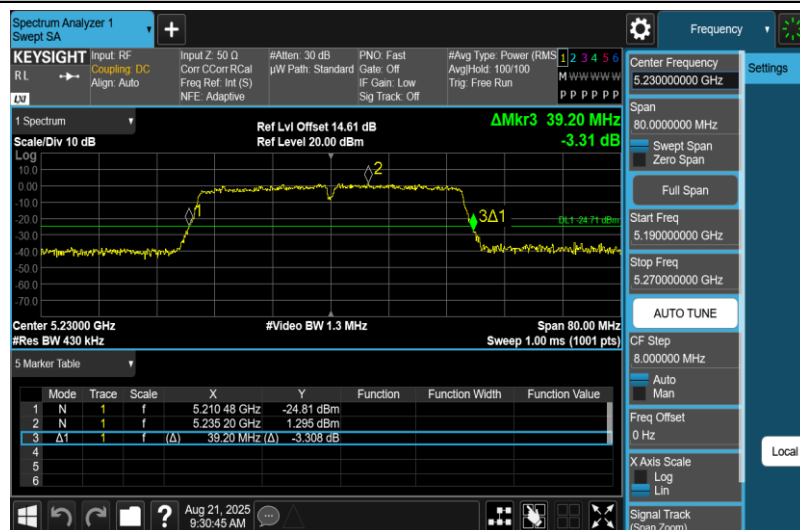 Spectrum Analyzer 1
Swept SA
+
Frequency
KEYSIGHT
RL
LXI
Input: RF
Coupling: DC
Align: Auto
Input Z: 50 Ω
Corr CCorr RCal
Freq Ref: Int (S)
NFE: Adaptive
#Atten: 30 dB
µW Path: Standard
PNO: Fast
Gate: Off
IF Gain: Low
Sig Track: Off
#Avg Type: Power (RMS
Avg|Hold: 100/100
Trig: Free Run
1 2 3 4 5 6
M W W W W W
P P P P P P
1 Spectrum
Scale/Div 10 dB
Ref Lvl Offset 14.61 dB
Ref Level 20.00 dBm
ΔMkr3 39.20 MHz
-3.31 dB
Log
10.0
0.00
-10.0
-20.0
-30.0
-40.0
-50.0
-60.0
-70.0
1
2
3Δ1
DL1 -24.71 dBm
Center 5.23000 GHz
#Video BW 1.3 MHz
Span 80.00 MHz
#Res BW 430 kHz
Sweep 1.00 ms (1001 pts)
5 Marker Table
Mode Trace Scale X Y Function Function Width Function Value
1 N 1 f 5.210 48 GHz -24.81 dBm
2 N 1 f 5.235 20 GHz 1.295 dBm
3 Δ1 1 f (Δ) 39.20 MHz (Δ) -3.308 dB
4
5
6
Center Frequency
5.230000000 GHz
Span
80.0000000 MHz
Swept Span
Zero Span
Full Span
Start Freq
5.190000000 GHz
Stop Freq
5.270000000 GHz
AUTO TUNE
CF Step
8.000000 MHz
Auto
Man
Freq Offset
0 Hz
X Axis Scale
Log
Lin
Signal Track
(Span Zoom)
Settings
Local
?
Aug 21, 2025
9:30:45 AM